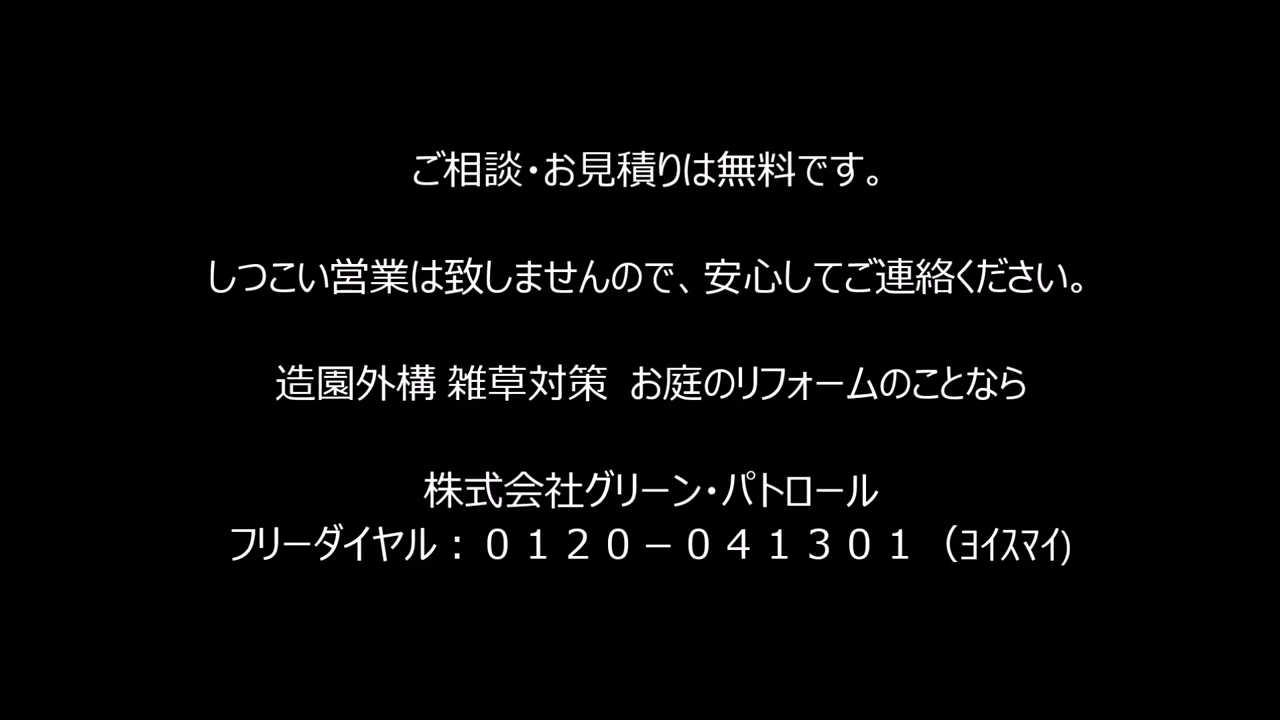 ご相談・お見積りは無料です。
しつこい営業は致しませんので、安心してご連絡ください。
造園外構 雑草対策 お庭のリフォームのことなら
株式会社グリーン・パトロール
フリーダイヤル：０１２０－０４１３０１（ﾖｲｽﾏｲ)